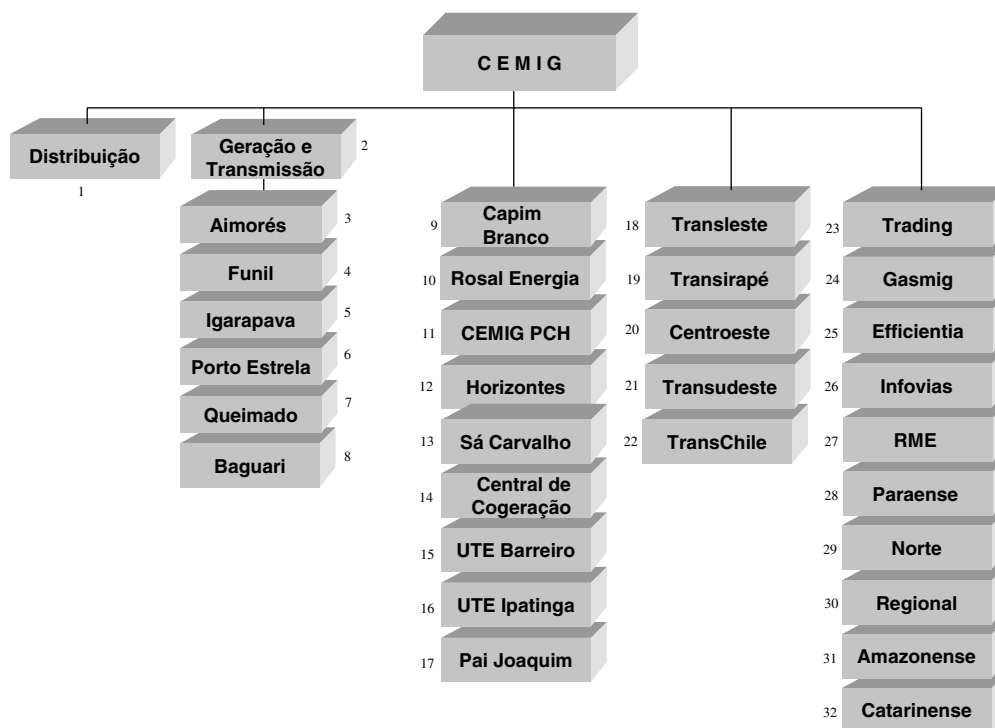 C E M I G
Distribuição
1
Geração e
Transmissão
2
Aimorés
3
Funil
4
Igarapava
5
Porto Estrela
6
Queimado
7
Baguari
8
9
Capim
Branco
10
Rosal Energia
11
CEMIG PCH
12
Horizontes
13
Sá Carvalho
14
Central de
Cogeração
15
UTE Barreiro
16
UTE Ipatinga
17
Pai Joaquim
18
Transleste
19
Transirapé
20
Centroeste
21
Transudeste
22
TransChile
23
Trading
24
Gasmig
25
Efficientia
26
Infovias
27
RME
28
Paraense
29
Norte
30
Regional
31
Amazonense
32
Catarinense